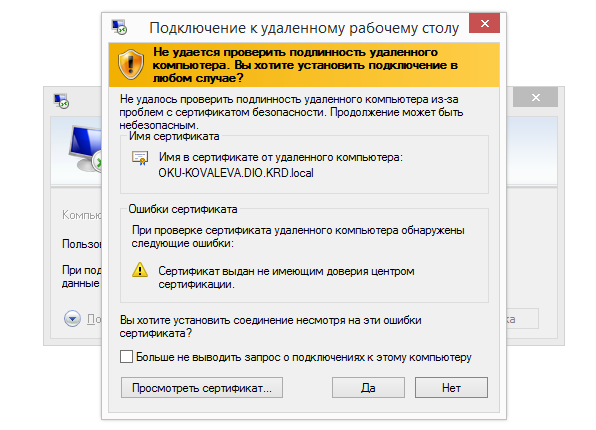 Подключение к удаленному рабочему столу
Не удается проверить подлинность удаленного
компьютера. Вы хотите установить подключение в
любом случае?
Не удалось проверить подлинность удаленного компьютера из-за
проблем с сертификатом безопасности. Продолжение может быть
небезопасным.
Имя сертификата
Имя в сертификате от удаленного компьютера:
OKU-KOVALEVA.DIO.KRD.local
Ошибки сертификата
При проверке сертификата удаленного компьютера обнаружены
следующие ошибки:
Сертификат выдан не имеющим доверия центром
сертификации.
Вы хотите установить соединение несмотря на эти ошибки
сертификата?
Больше не выводить запрос о подключениях к этому компьютеру
Просмотреть сертификат...
Да
Нет
При под
данные